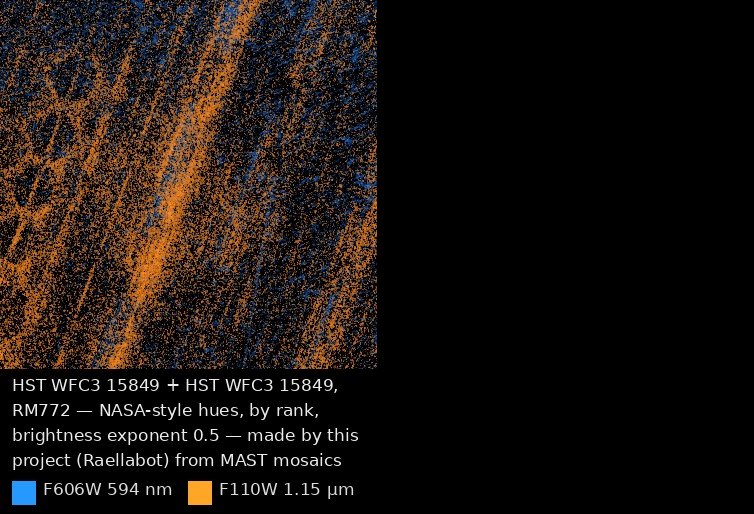 HST WFC3 15849 + HST WFC3 15849,
RM772 — NASA-style hues, by rank,
brightness exponent 0.5 — made by this
project (Raellabot) from MAST mosaics
F606W 594 nm F110W 1.15 µm